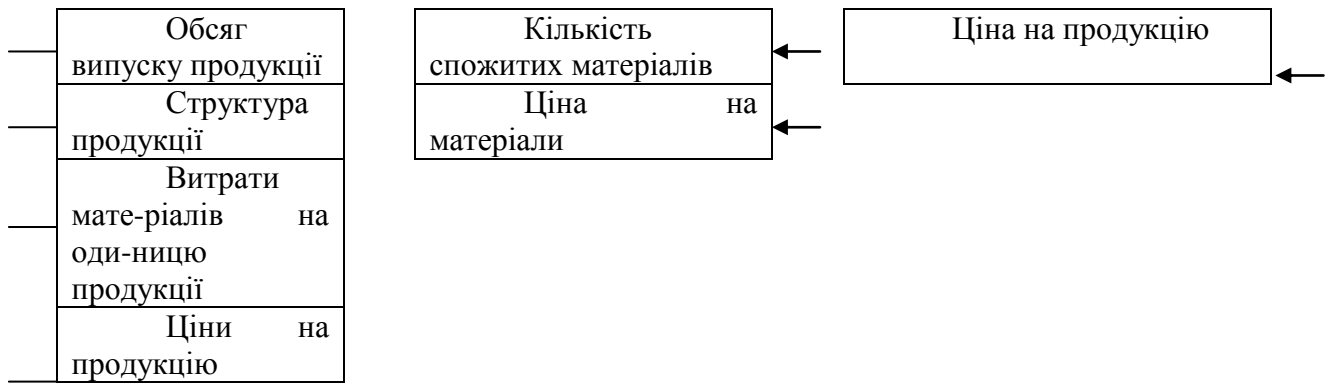 Обсяг
випуску продукції
Структура
продукції
Витрати
мате-ріалів на
оди-ницю
продукції
Ціни на
продукцію
Кількість
спожитих матеріалів
Ціна на
матеріали
Ціна на продукцію